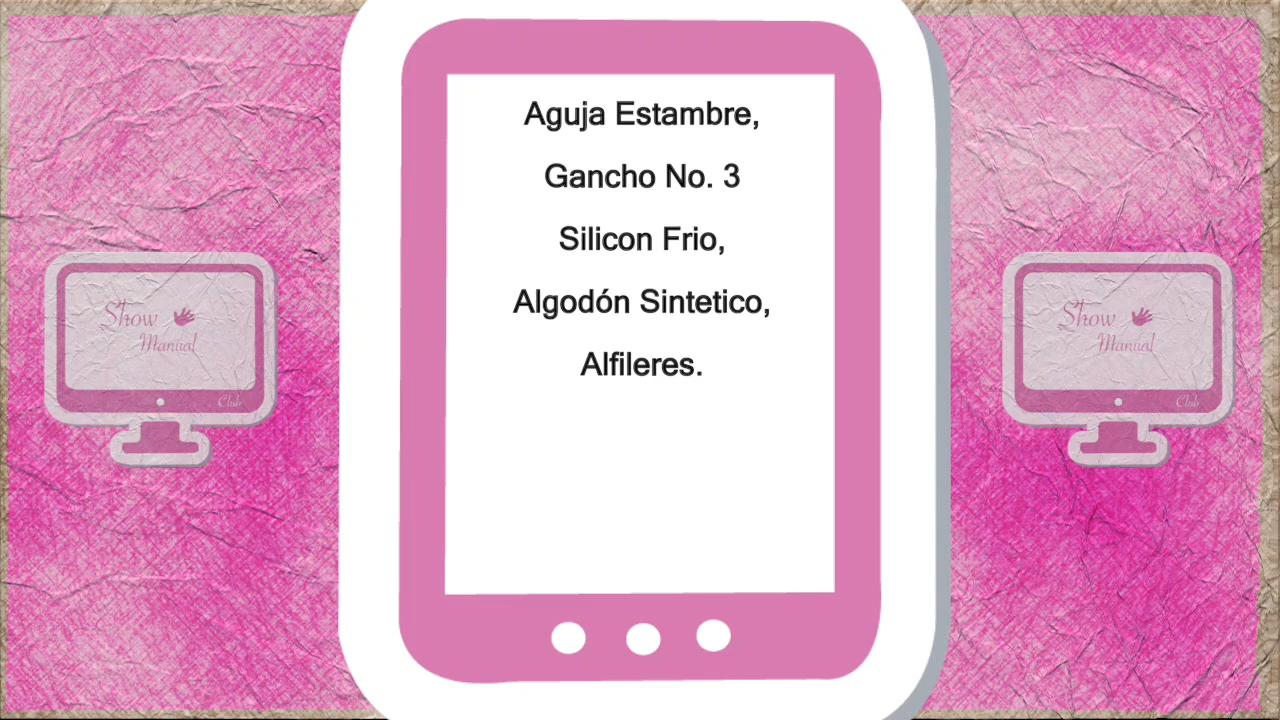 Aguja Estambre,
Gancho No. 3
Silicon Frio,
Algodón Sintetico,
Alfileres.
Show
Manual
Club
Show
Manual
Club